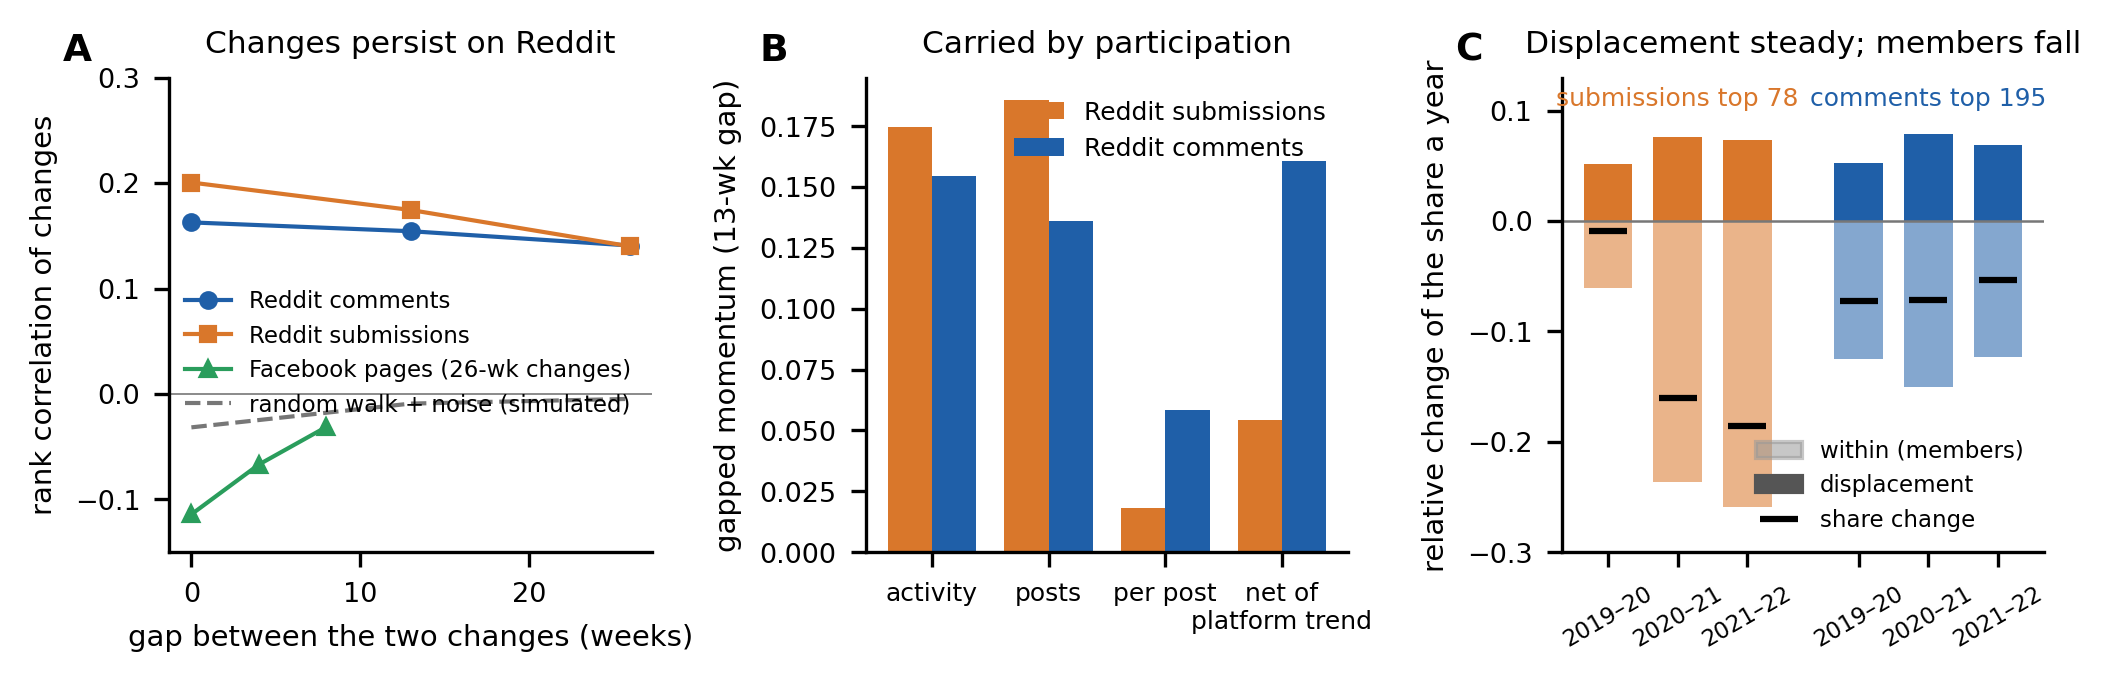 A
Changes persist on Reddit
rank correlation of changes
0.3
0.2
0.1
0.0
−0.1
Reddit comments
Reddit submissions
Facebook pages (26-wk changes)
random walk + noise (simulated)
0
10
20
gap between the two changes (weeks)
B
Carried by participation
gapped momentum (13-wk gap)
0.175
0.150
0.125
0.100
0.075
0.050
0.025
0.000
Reddit submissions
Reddit comments
activity
posts
per post
net of
platform trend
C
Displacement steady; members fall
relative change of the share a year
0.1
0.0
−0.1
−0.2
−0.3
submissions top 78
comments top 195
within (members)
displacement
share change
2019–20
2020–21
2021–22
2019–20
2020–21
2021–22